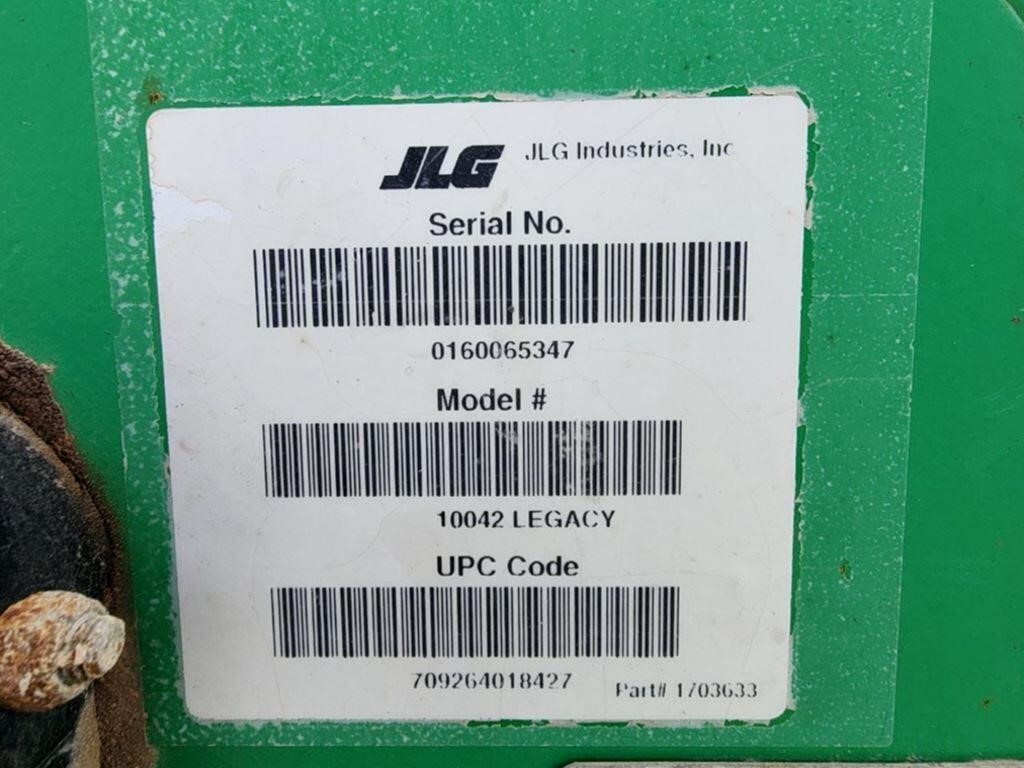 JLG JLG Industries, Inc
Serial No.
0160065347
Model #
10042 LEGACY
UPC Code
709264018427
Part# 1703633